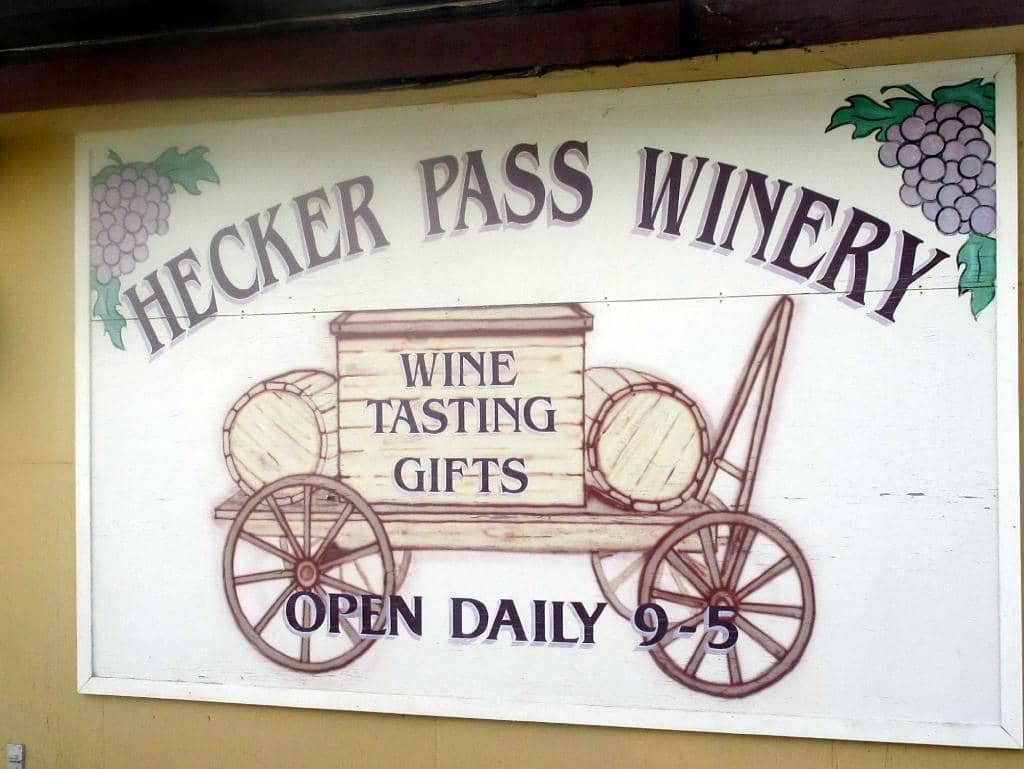 HECKER PASS WINERY
WINE
TASTING
GIFTS
OPEN DAILY 9-5